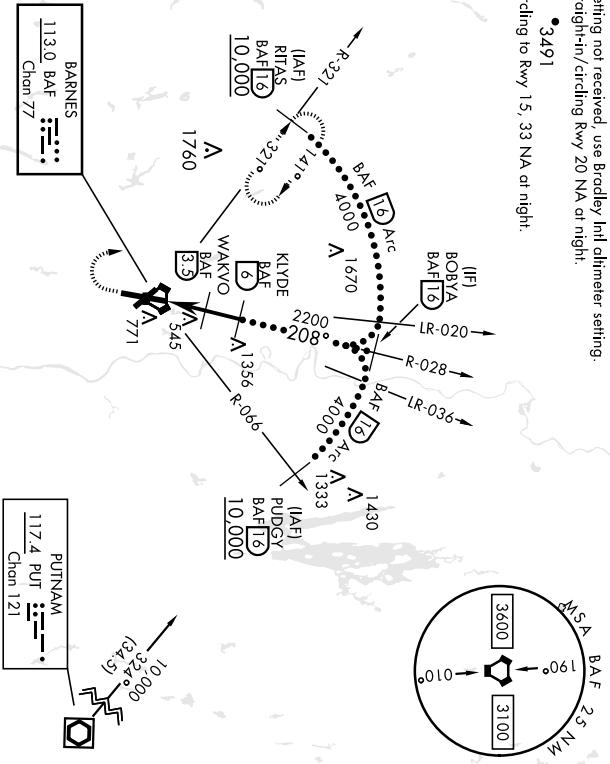 etting not received, use Bradley Intl altimeter setting.
raight-in/circling Rwy 20 NA at night.
rcling to Rwy 15, 33 NA at night.
3491
MSA BAF 25 NM
3600
3100
190°
010°
R-321
(IAF)
RITAS
BAF 16
10,000
321°
141°
1760
BAF 16 Arc
4000
1670
(IF)
BOBYA
BAF 16
LR-020
R-028
LR-036
2200
208°
KLYDE
BAF
6
WAKVO
BAF
3.5
1356
545
771
R-066
BAF 16 Arc
4000
1333
1430
(IAF)
PUDGY
BAF 16
10,000
BARNES
113.0 BAF
Chan 77
PUTNAM
117.4 PUT
Chan 121
10,000
324°
(34.5)